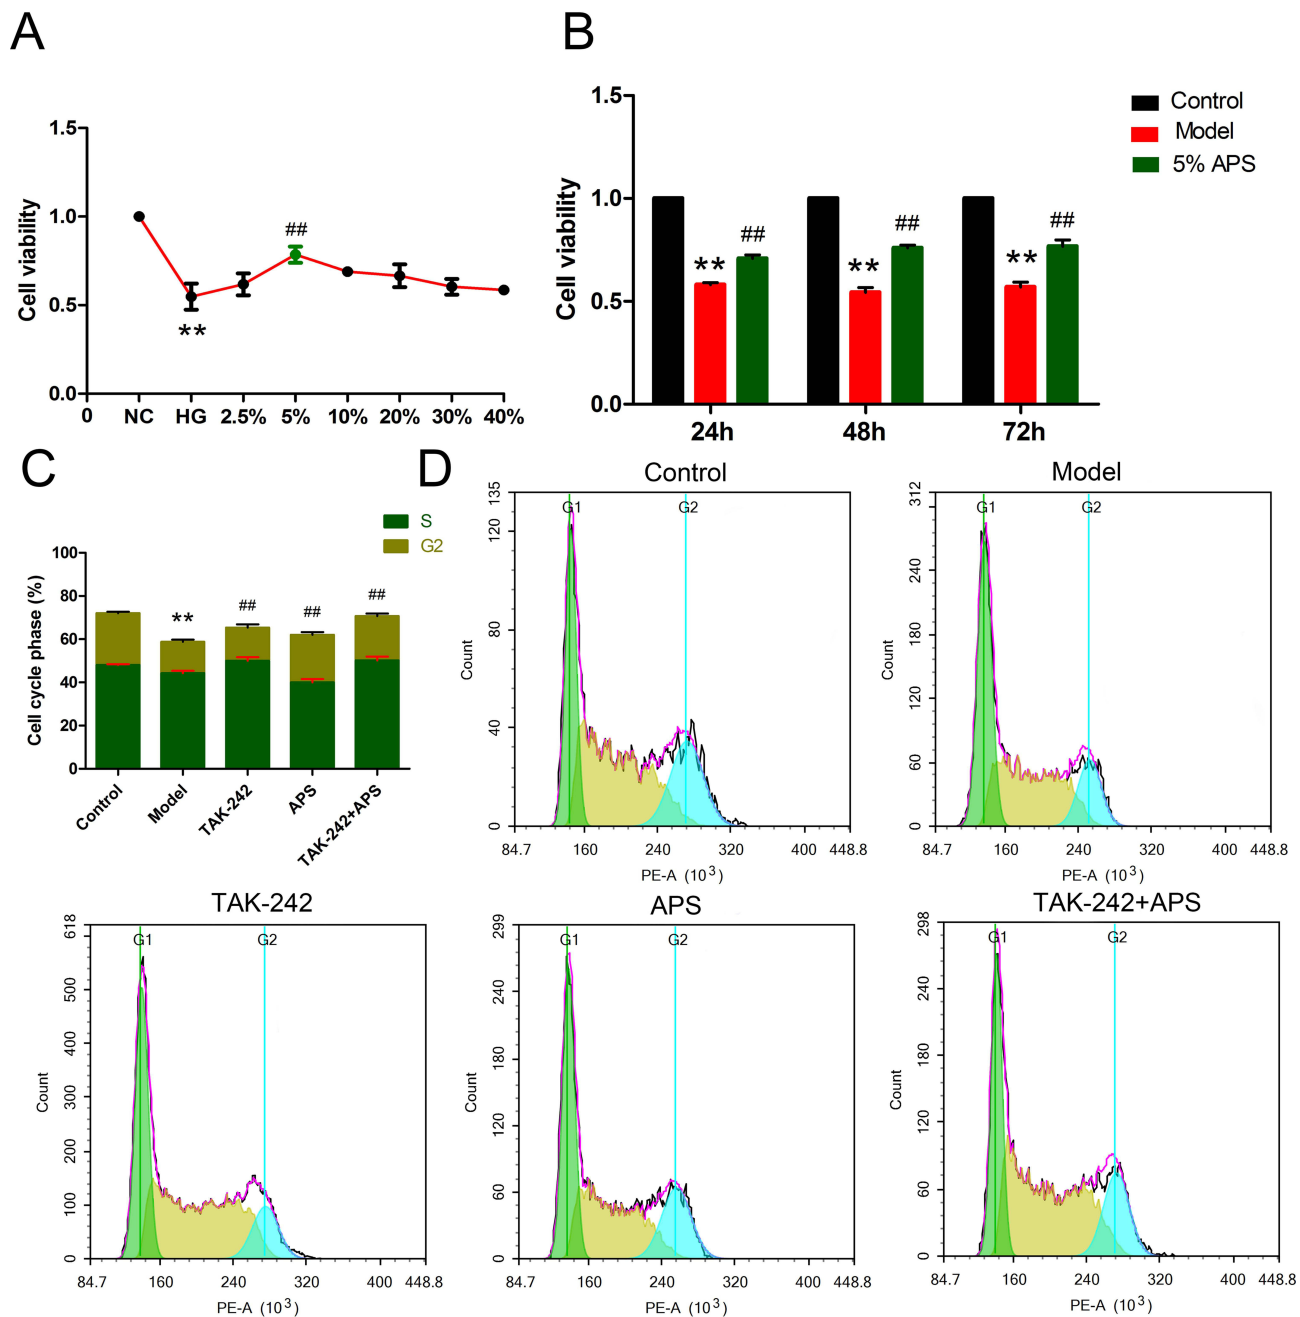 A
1.5
1.0
0.5
0.0
Cell viability
**
##
0 NC HG 2.5% 5% 10% 20% 30% 40%
B
1.5
1.0
0.5
0.0
Cell viability
** ## ** ## ** ##
24h 48h 72h
Control
Model
5% APS
C
S
G2
100
80
60
40
20
0
Cell cycle phase (%)
** ## ## ##
Control Model TAK-242 APS TAK-242+APS
D
Control
135
120
80
40
0
Count
G1 G2
84.7 160 240 320 400 448.8
PE-A (10³)
Model
312
240
180
120
60
0
Count
G1 G2
84.7 160 240 320 400 448.8
PE-A (10³)
TAK-242
618
500
400
300
200
100
0
Count
G1 G2
84.7 160 240 320 400 448.8
PE-A (10³)
APS
299
240
180
120
60
0
Count
G1 G2
84.7 160 240 320 400 448.8
PE-A (10³)
TAK-242+APS
298
240
180
120
60
0
Count
G1 G2
84.7 160 240 320 400 448.8
PE-A (10³)